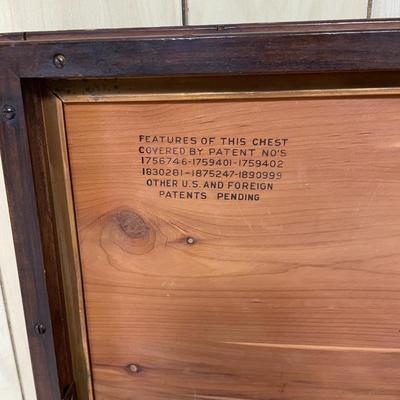 FEATURES OF THIS CHEST
COVERED BY PATENT NO'S
1756746-1759401-1759402
1830281-1875247-1890999
OTHER U.S. AND FOREIGN
PATENTS PENDING